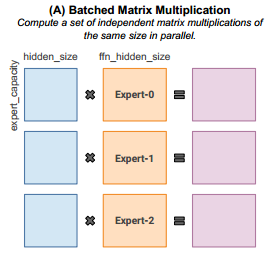 (A) Batched Matrix Multiplication
Compute a set of independent matrix multiplications of
the same size in parallel.
hidden_size ffn_hidden_size
expert_capacity
Expert-0
Expert-1
Expert-2